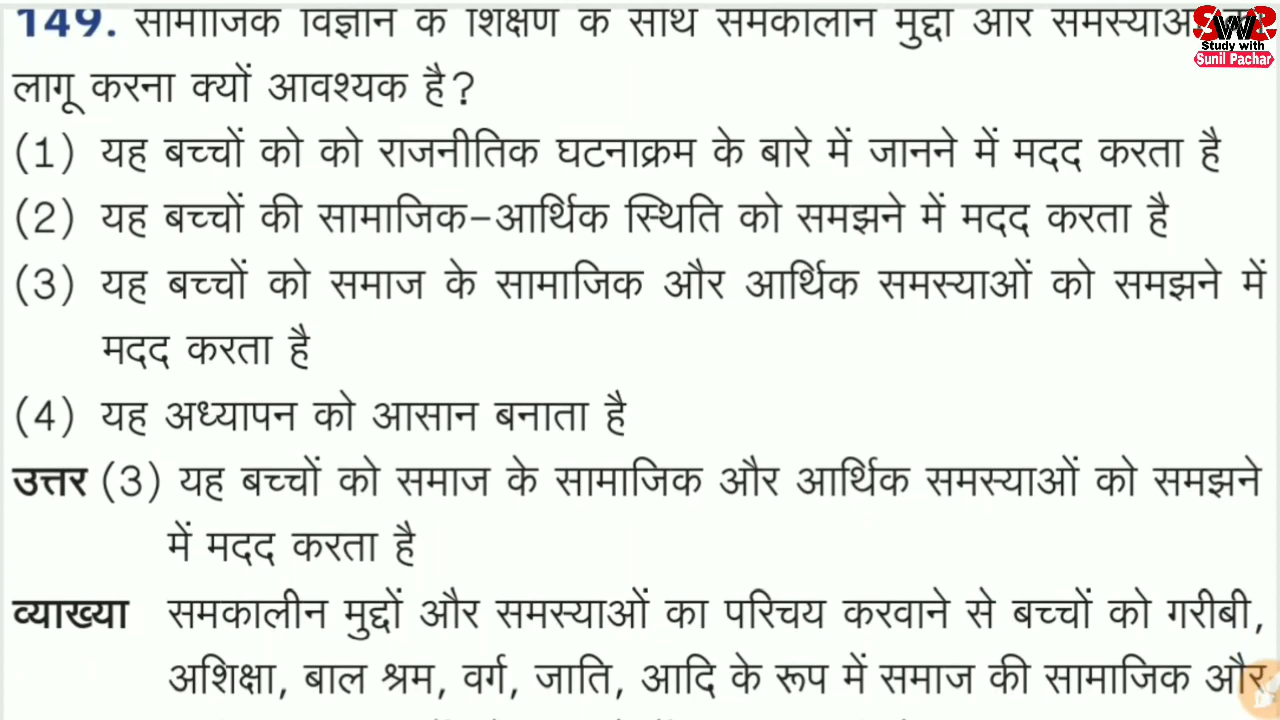 149. सामाजिक विज्ञान के शिक्षण के साथ समकालीन मुद्दों और समस्याओं
लागू करना क्यों आवश्यक है?
(1) यह बच्चों को को राजनीतिक घटनाक्रम के बारे में जानने में मदद करता है
(2) यह बच्चों की सामाजिक-आर्थिक स्थिति को समझने में मदद करता है
(3) यह बच्चों को समाज के सामाजिक और आर्थिक समस्याओं को समझने में
मदद करता है
(4) यह अध्यापन को आसान बनाता है
उत्तर (3) यह बच्चों को समाज के सामाजिक और आर्थिक समस्याओं को समझने
में मदद करता है
व्याख्या समकालीन मुद्दों और समस्याओं का परिचय करवाने से बच्चों को गरीबी,
अशिक्षा, बाल श्रम, वर्ग, जाति, आदि के रूप में समाज की सामाजिक और
SWSP
Study with
Sunil Pachar